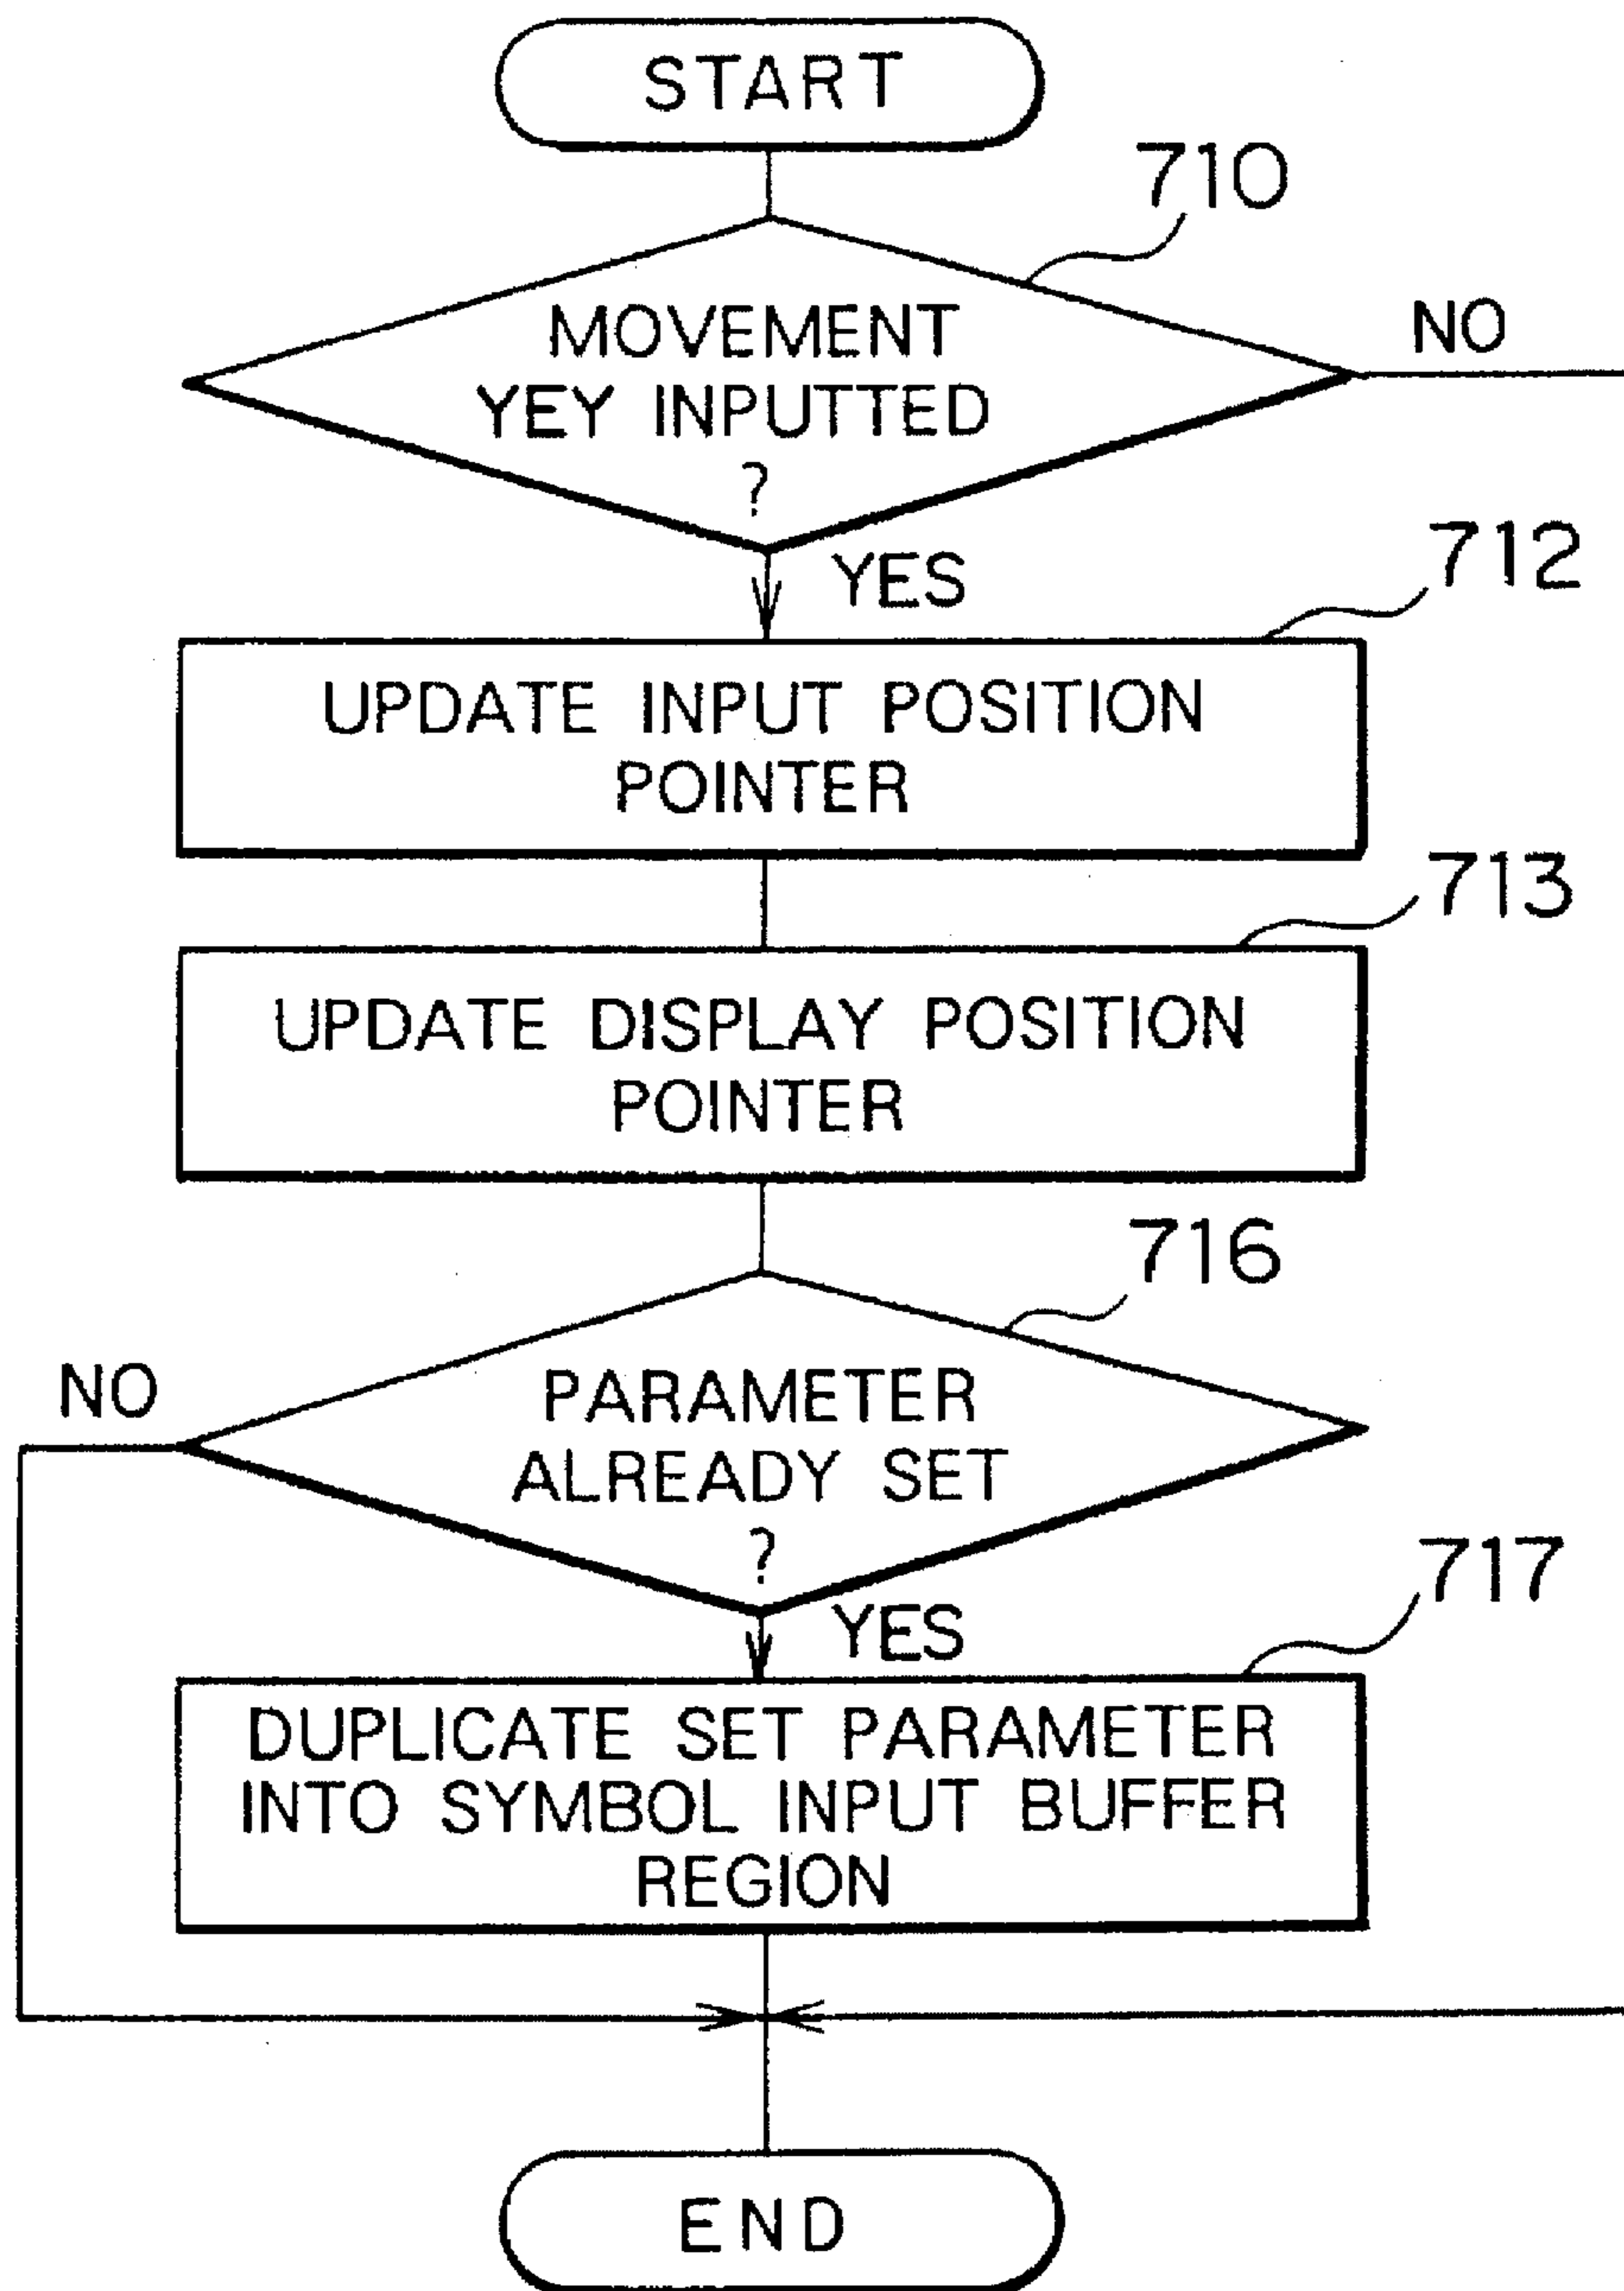 START
710
MOVEMENT
YEY INPUTTED
?
NO
YES
712
UPDATE INPUT POSITION
POINTER
713
UPDATE DISPLAY POSITION
POINTER
716
NO
PARAMETER
ALREADY SET
?
YES
717
DUPLICATE SET PARAMETER
INTO SYMBOL INPUT BUFFER
REGION
END